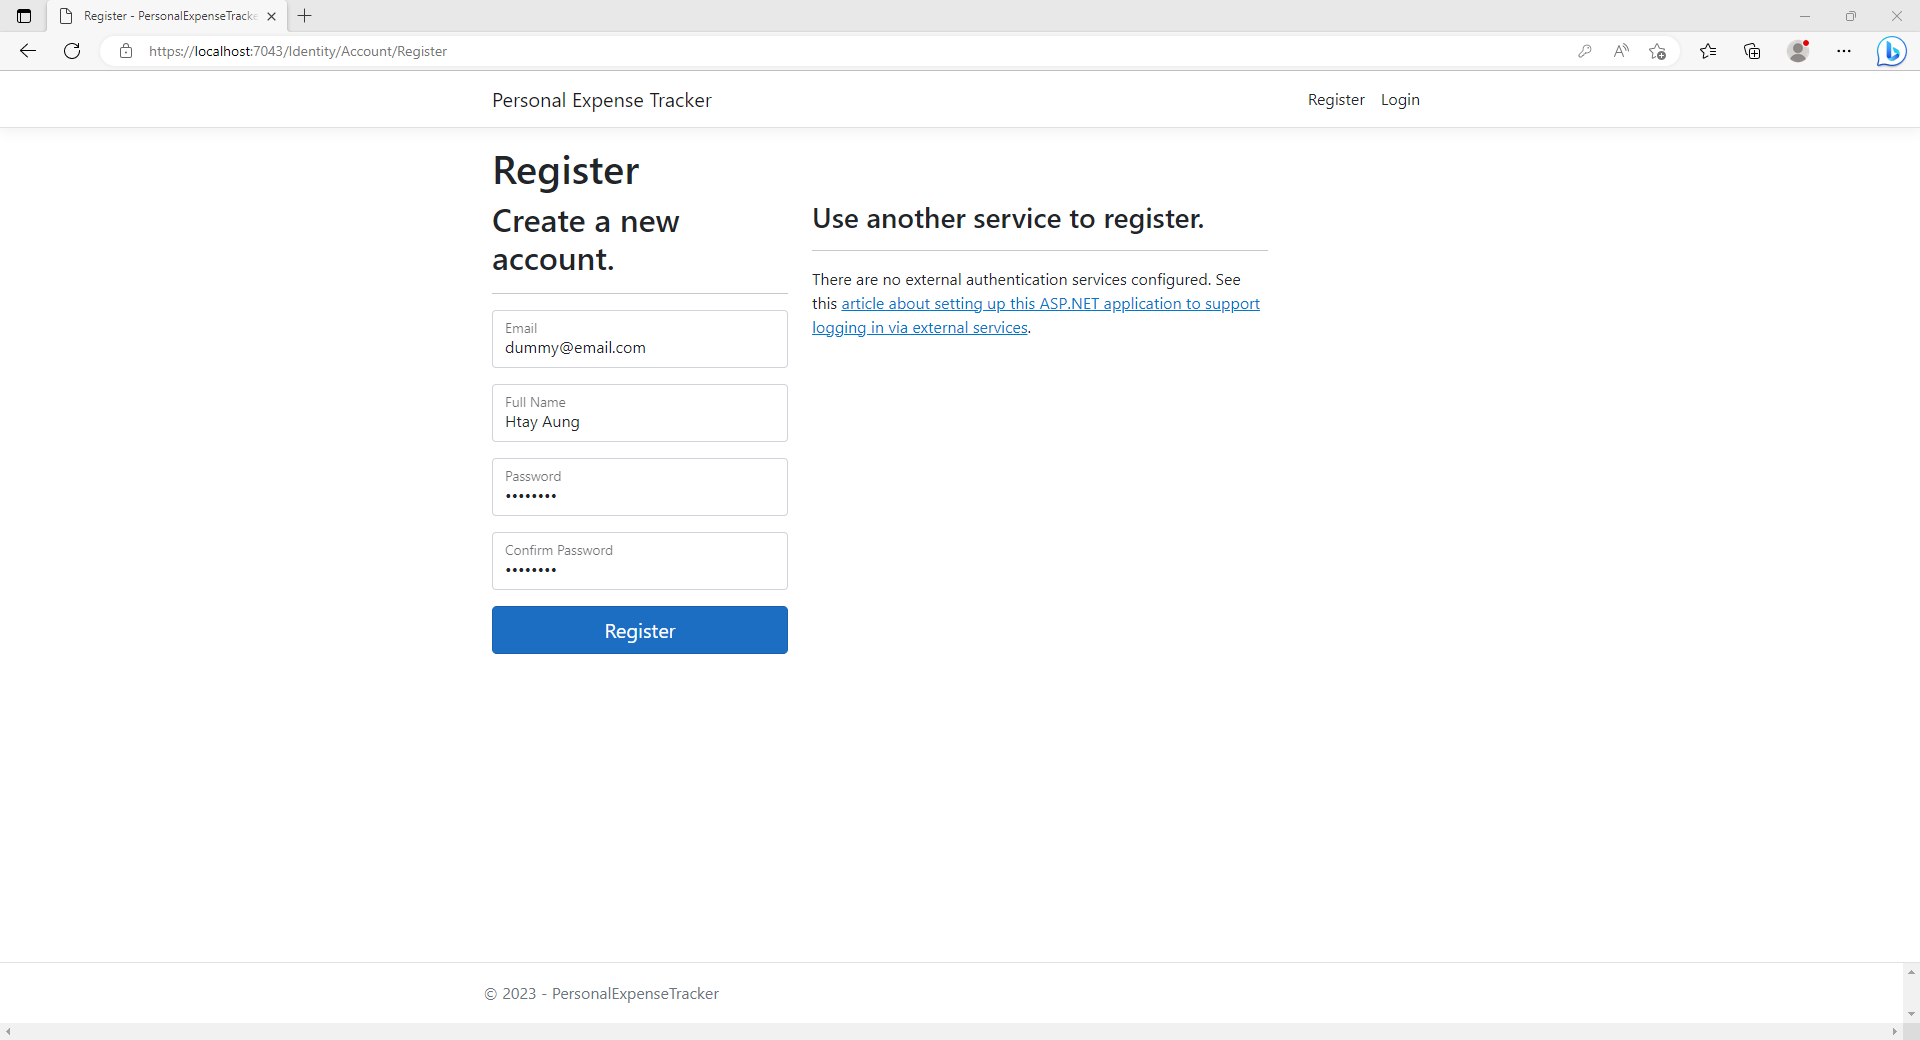 Register - PersonalExpenseTracke
https://localhost:7043/Identity/Account/Register
Personal Expense Tracker
Register Login
Register
Create a new
account.
Use another service to register.
There are no external authentication services configured. See
this article about setting up this ASP.NET application to support
logging in via external services.
Email
dummy@email.com
Full Name
Htay Aung
Password
••••••••
Confirm Password
••••••••
Register
© 2023 - PersonalExpenseTracker